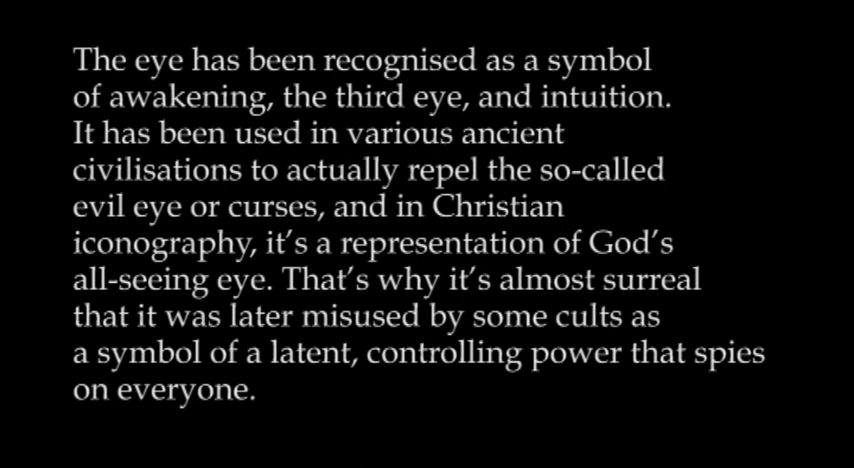 The eye has been recognised as a symbol
of awakening, the third eye, and intuition.
It has been used in various ancient
civilisations to actually repel the so-called
evil eye or curses, and in Christian
iconography, it’s a representation of God’s
all-seeing eye. That’s why it’s almost surreal
that it was later misused by some cults as
a symbol of a latent, controlling power that spies
on everyone.